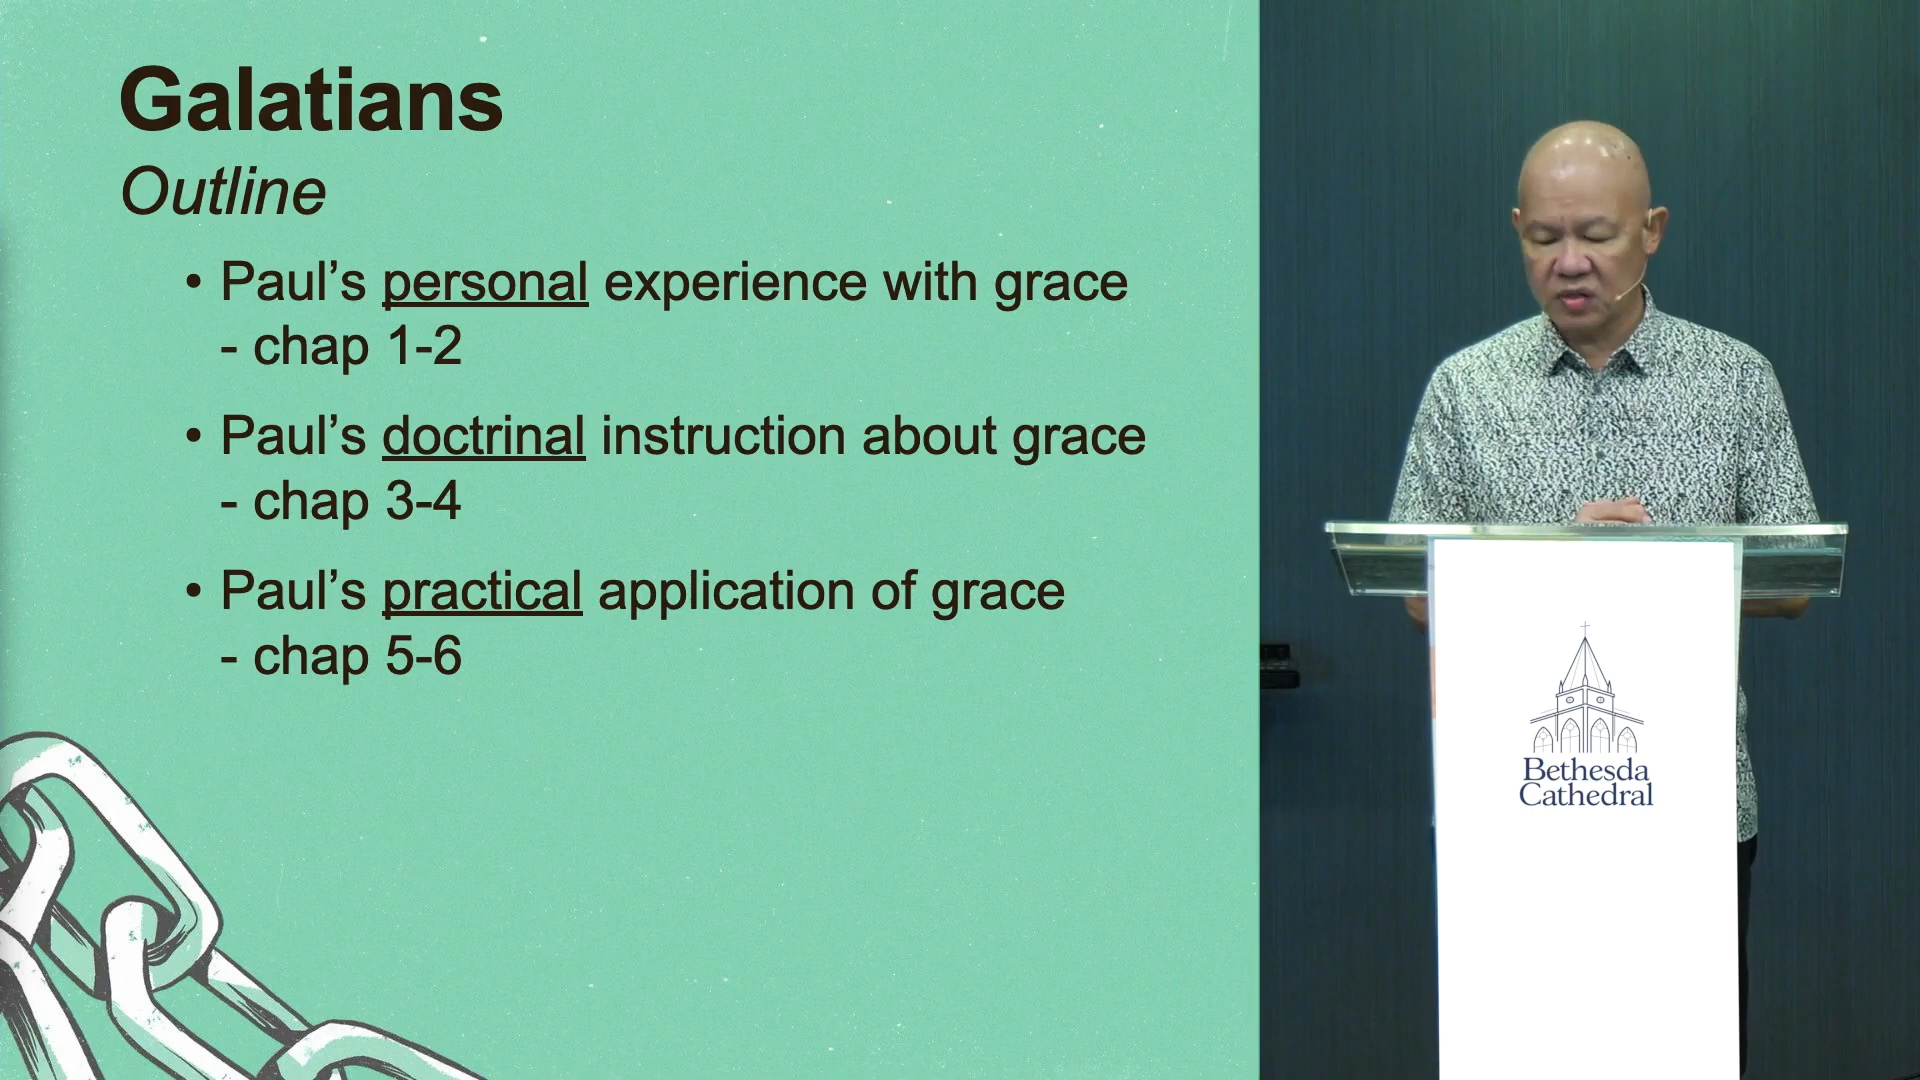 Galatians
Outline
• Paul’s personal experience with grace
- chap 1-2
• Paul’s doctrinal instruction about grace
- chap 3-4
• Paul’s practical application of grace
- chap 5-6
Bethesda
Cathedral